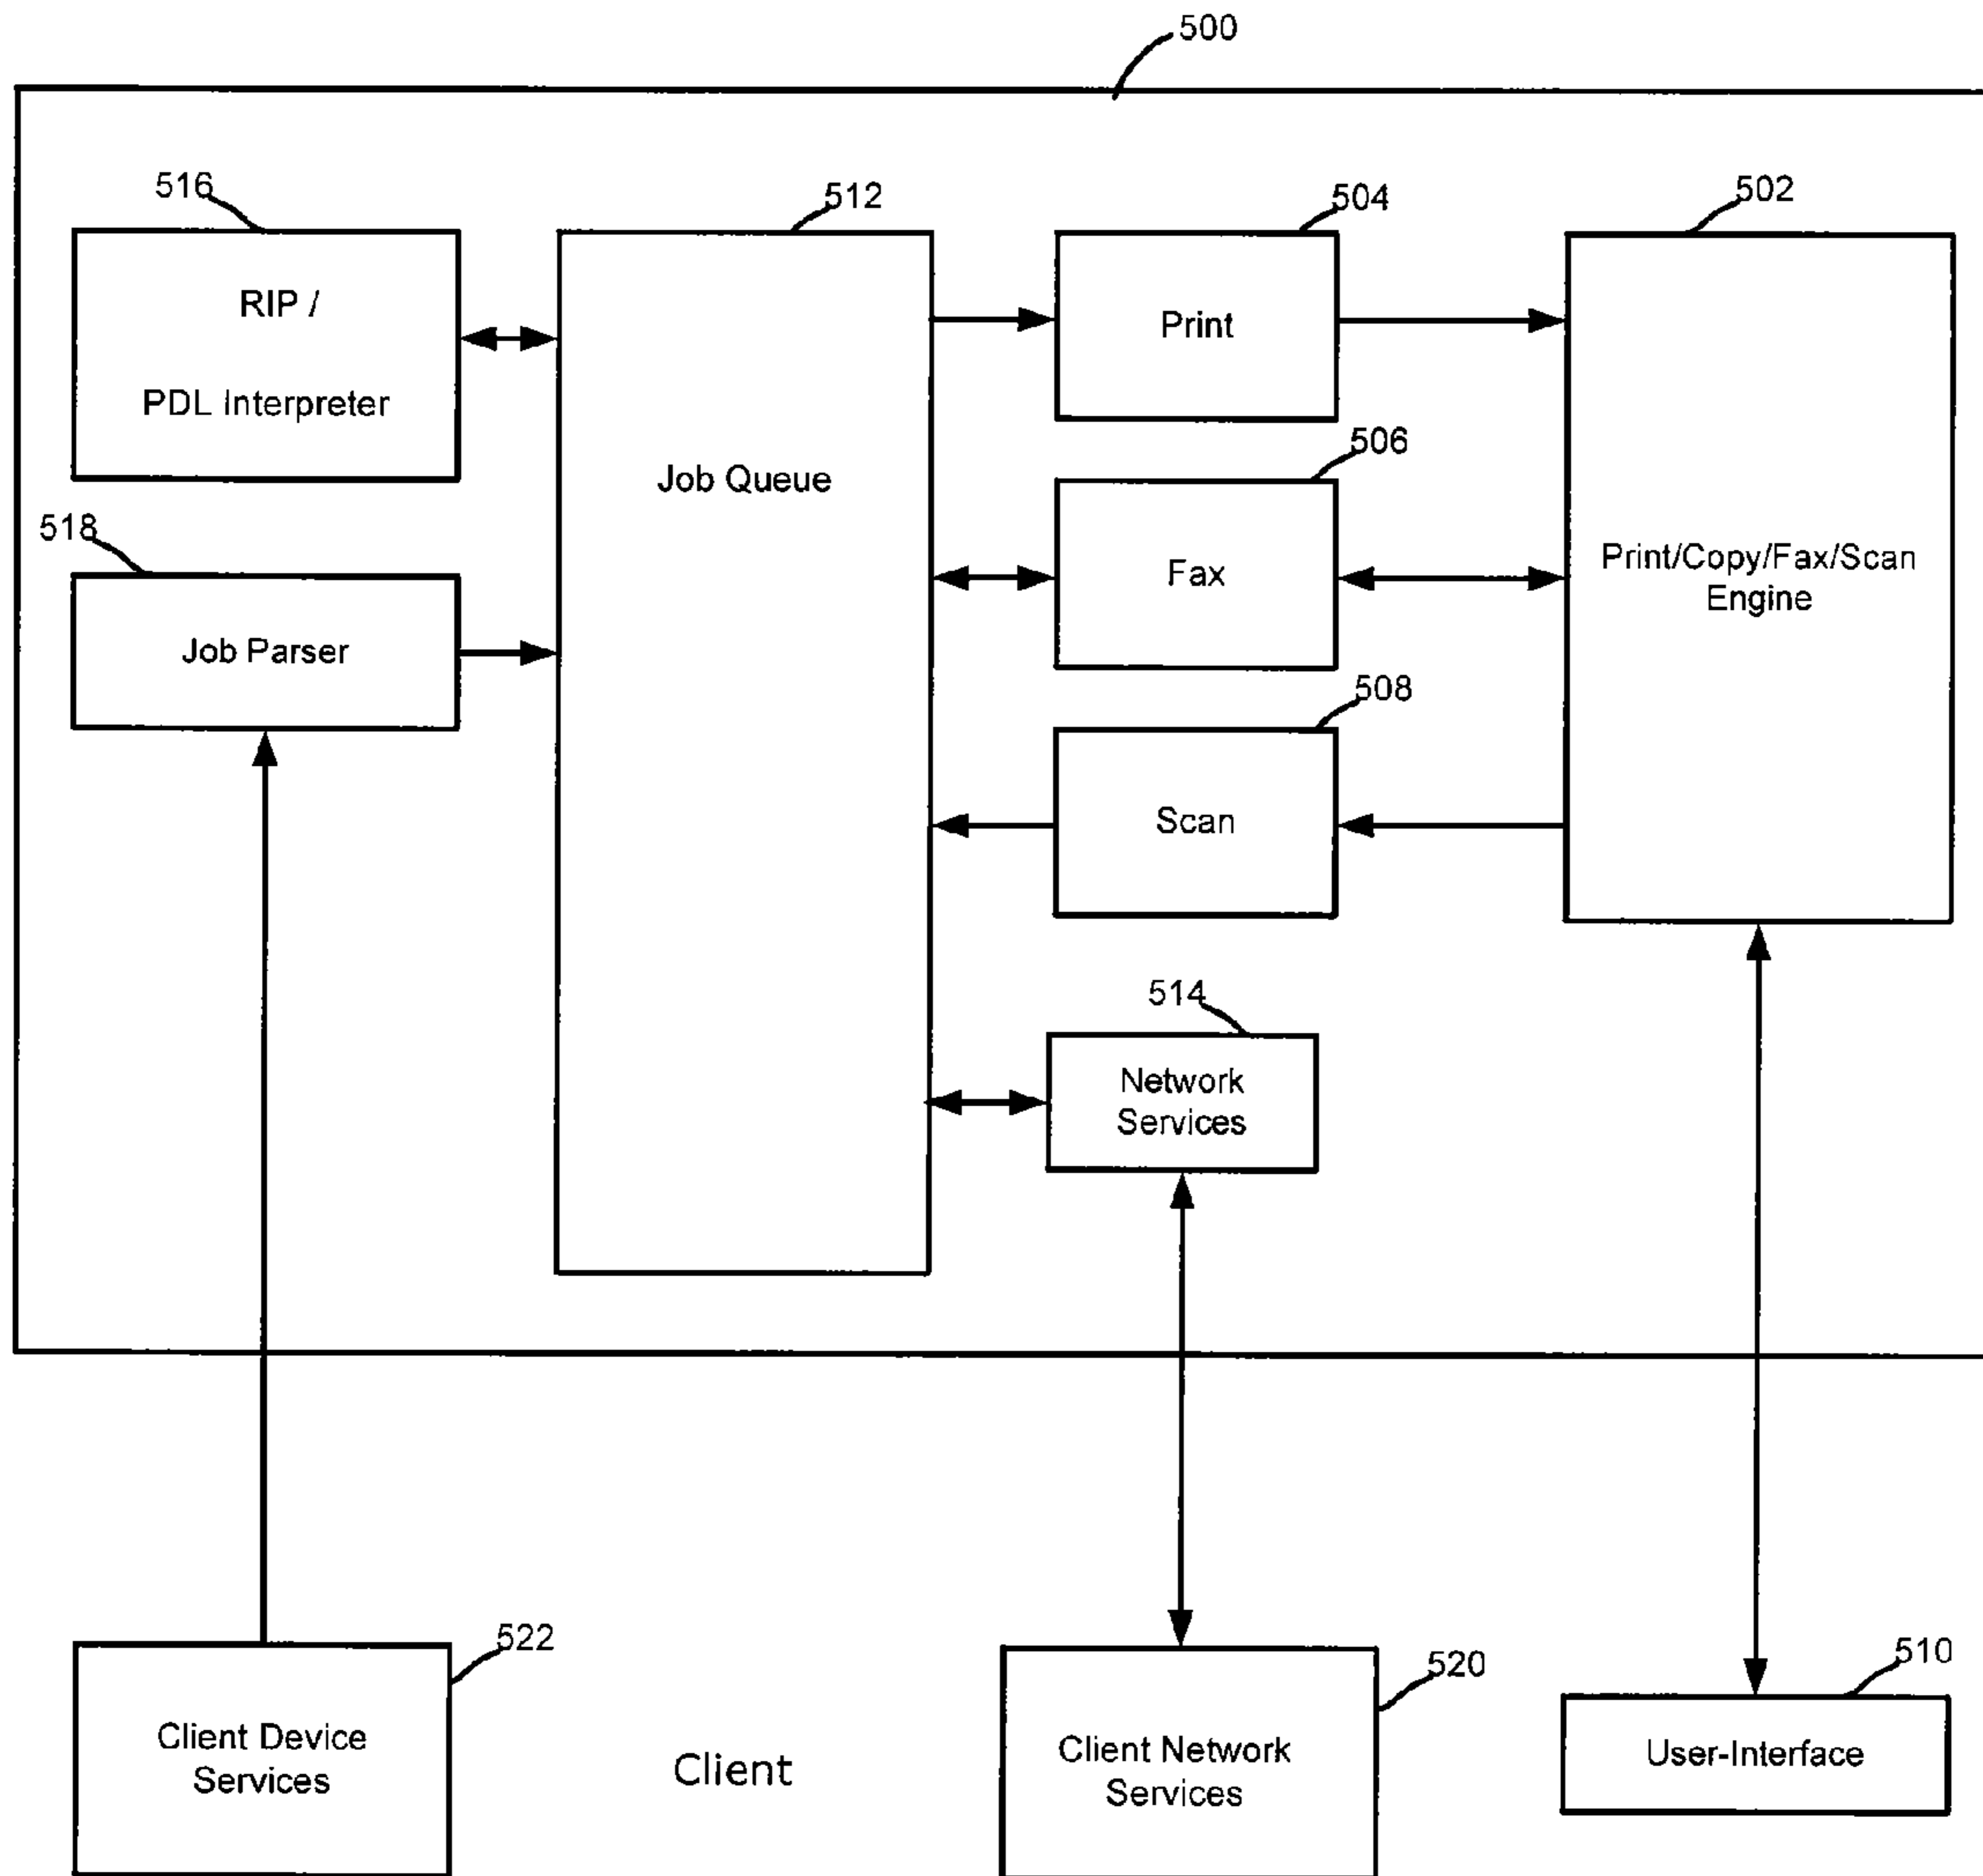 500
516
512
504
502
RIP /
PDL Interpreter
Job Queue
Print
506
Fax
Print/Copy/Fax/Scan
Engine
518
Job Parser
508
Scan
514
Network
Services
522
520
510
Client Device
Services
Client
Client Network
Services
User-Interface